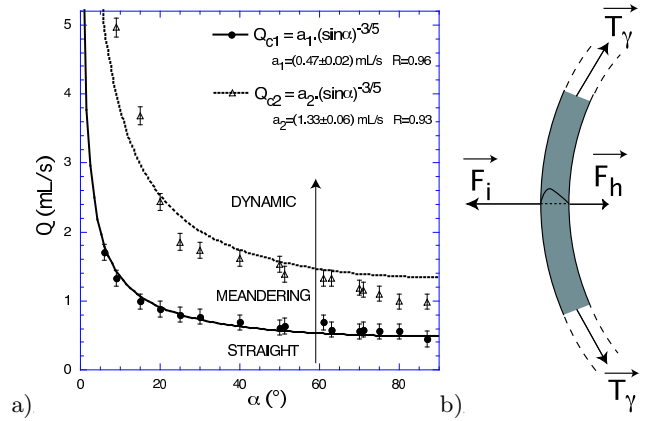 Q_c1 = a_1.(sinα)^-3/5
a_1=(0.47±0.02) mL/s R=0.96
Q_c2 = a_2.(sinα)^-3/5
a_2=(1.33±0.06) mL/s R=0.93
Q (mL/s)
5
4
3
2
1
0
DYNAMIC
MEANDERING
STRAIGHT
0 20 40 60 80
α (°)
a).
T_γ
F_i
F_h
T_γ
b).